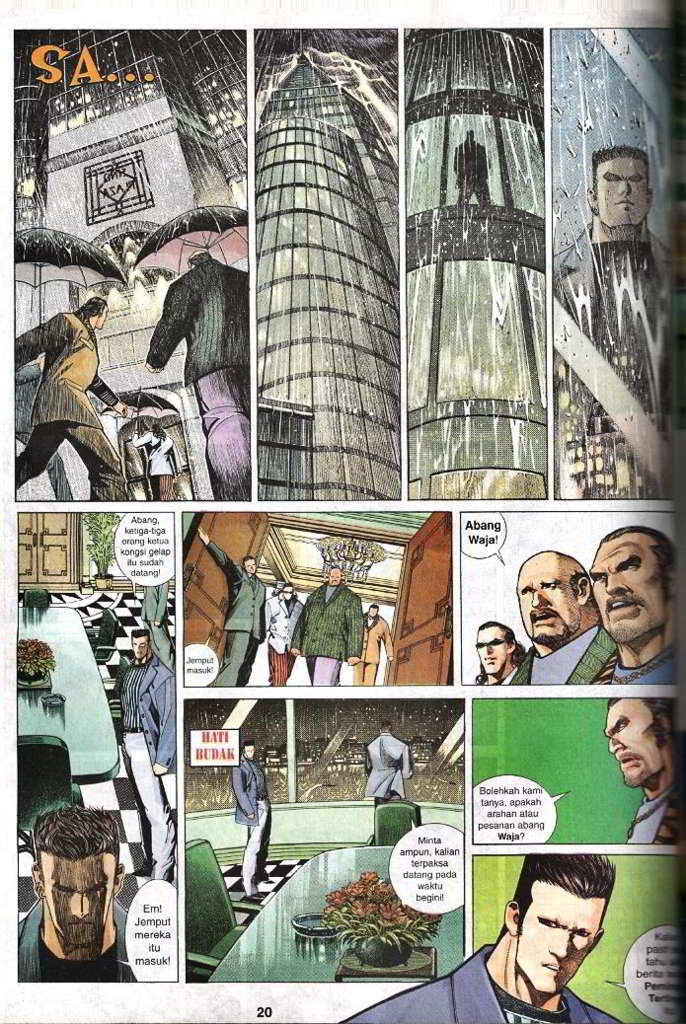 SA...
Abang,
ketiga-tiga
orang ketua
kongsi gelap
itu sudah
datang!
Em! Jemput
mereka
itu
masuk!
Jemput
masuk!
Abang
Waja!
HATI
BUDAK
Minta
ampun, kalian
terpaksa
datang pada
waktu
begini!
Bolehkah kami
tanya, apakah
arahan atau
pesanan abang
Waja?
berita
20